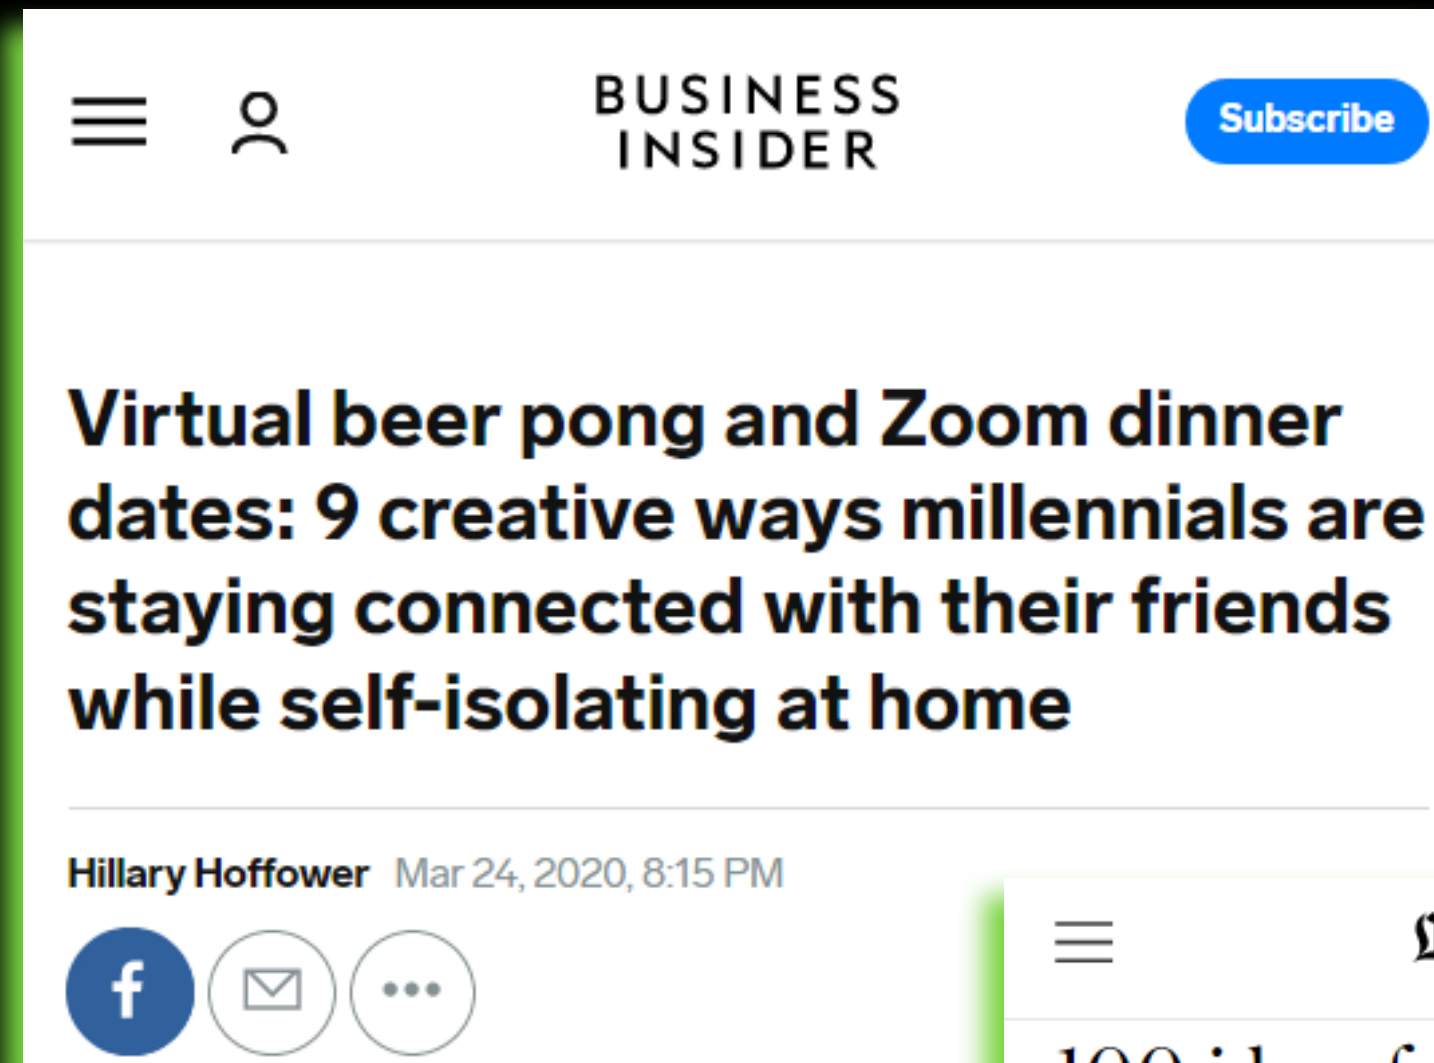 BUSINESS
INSIDER
Subscribe
Virtual beer pong and Zoom dinner
dates: 9 creative ways millennials are
staying connected with their friends
while self-isolating at home
Hillary Hoffower Mar 24, 2020, 8:15 PM